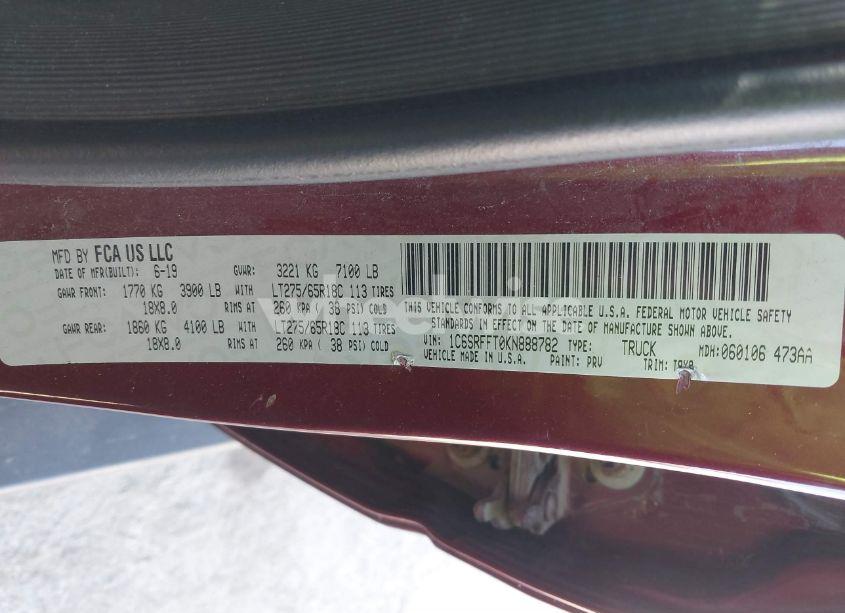 MFD BY FCA US LLC
DATE OF MFR(BUILT): 6-19 GVWR: 3221 KG 7100 LB
GAWR FRONT: 1770 KG 3900 LB WITH LT275/65R18C 113 TIRES
18X8.0 RIMS AT 260 KPA ( 38 PSI) COLD
GAWR REAR: 1860 KG 4100 LB WITH LT275/65R18C 113 TIRES
18X8.0 RIMS AT 260 KPA ( 38 PSI) COLD
THIS VEHICLE CONFORMS TO ALL APPLICABLE U.S.A. FEDERAL MOTOR VEHICLE SAFETY
STANDARDS IN EFFECT ON THE DATE OF MANUFACTURE SHOWN ABOVE.
VIN: 1C6SRFFT0KN888782 TYPE: TRUCK MDH:060106 473AA
VEHICLE MADE IN U.S.A. PAINT: PRV TRIM: